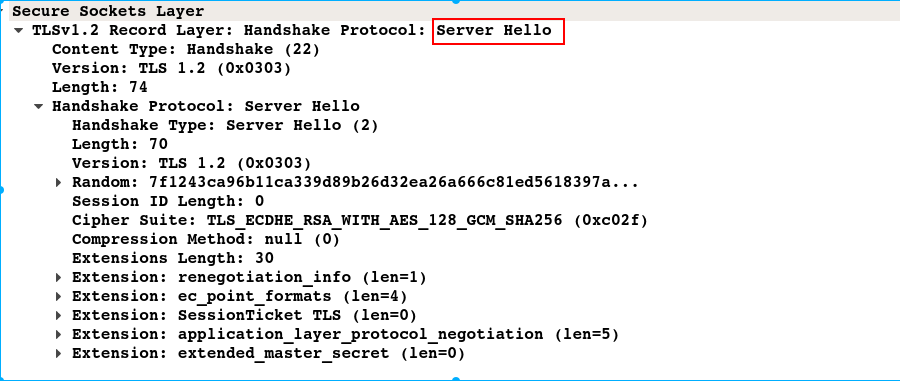 Secure Sockets Layer
TLSv1.2 Record Layer: Handshake Protocol: Server Hello
Content Type: Handshake (22)
Version: TLS 1.2 (0x0303)
Length: 74
Handshake Protocol: Server Hello
Handshake Type: Server Hello (2)
Length: 70
Version: TLS 1.2 (0x0303)
Random: 7f1243ca96b11ca339d89b26d32ea26a666c81ed5618397a...
Session ID Length: 0
Cipher Suite: TLS_ECDHE_RSA_WITH_AES_128_GCM_SHA256 (0xc02f)
Compression Method: null (0)
Extensions Length: 30
Extension: renegotiation_info (len=1)
Extension: ec_point_formats (len=4)
Extension: SessionTicket TLS (len=0)
Extension: application_layer_protocol_negotiation (len=5)
Extension: extended_master_secret (len=0)